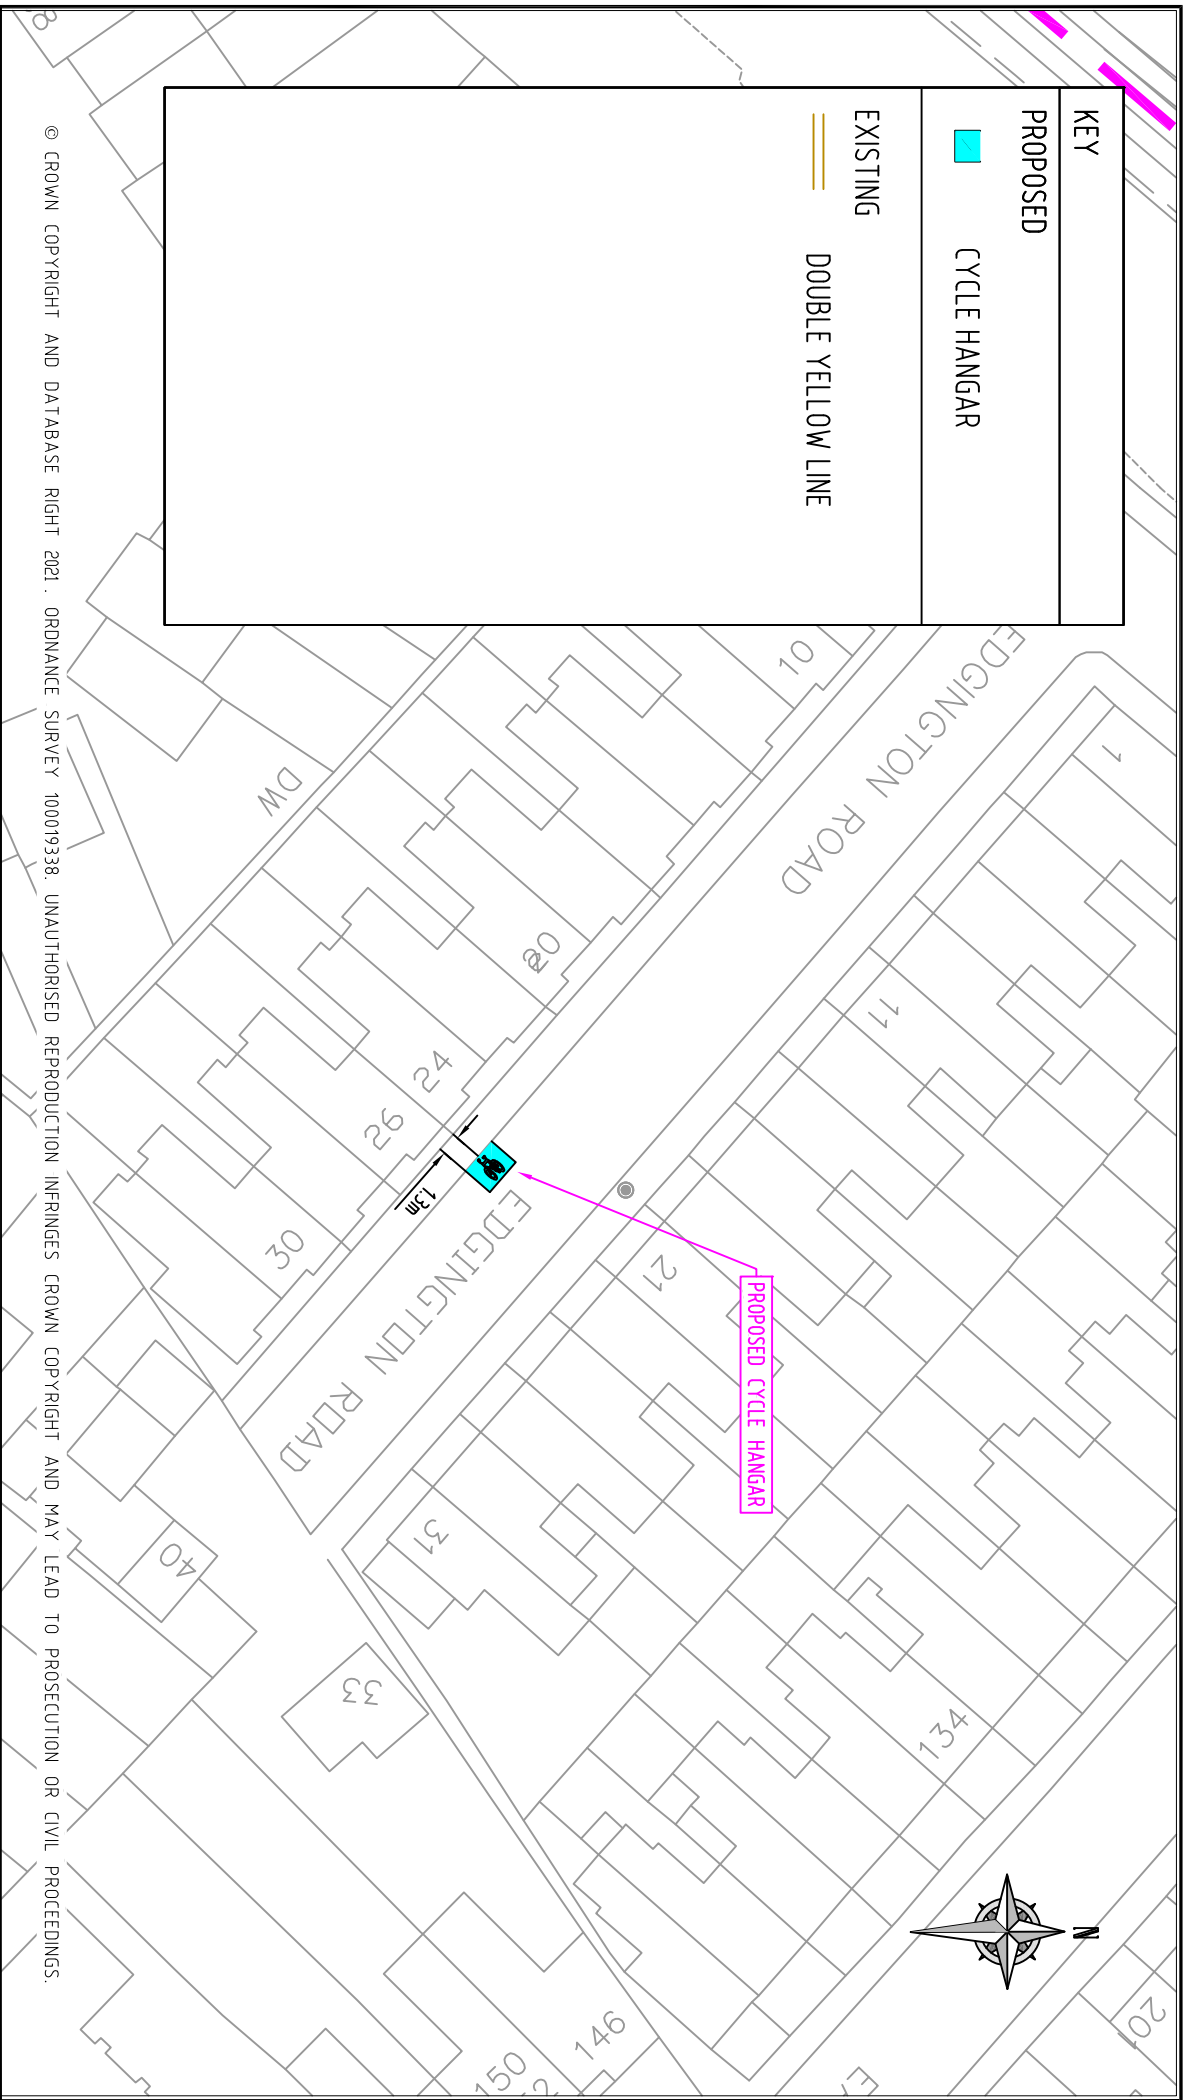 KEY
PROPOSED
CYCLE HANGAR
EXISTING
DOUBLE YELLOW LINE
N
EDGINGTON ROAD
EDGINGTON ROAD
PROPOSED CYCLE HANGAR
1.3m
1
11
21
31
33
40
10
20
24
26
30
DW
134
146
150
201
© CROWN COPYRIGHT AND DATABASE RIGHT 2021. ORDNANCE SURVEY 100019338. UNAUTHORISED REPRODUCTION INFRINGES CROWN COPYRIGHT AND MAY LEAD TO PROSECUTION OR CIVIL PROCEEDINGS.